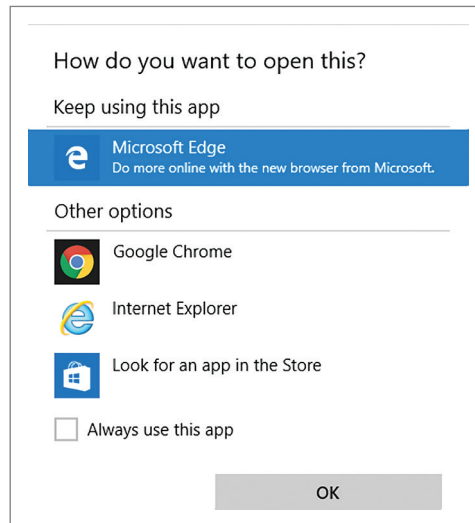 How do you want to open this?
Keep using this app
Microsoft Edge
Do more online with the new browser from Microsoft.
Other options
Google Chrome
Internet Explorer
Look for an app in the Store
Always use this app
OK